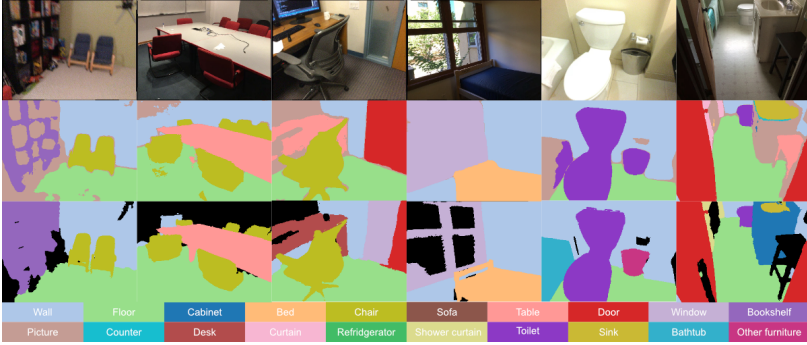 Wall Floor Cabinet Bed Chair Sofa Table Door Window Bookshelf
Picture Counter Desk Curtain Refridgerator Shower curtain Toilet Sink Bathtub Other furniture